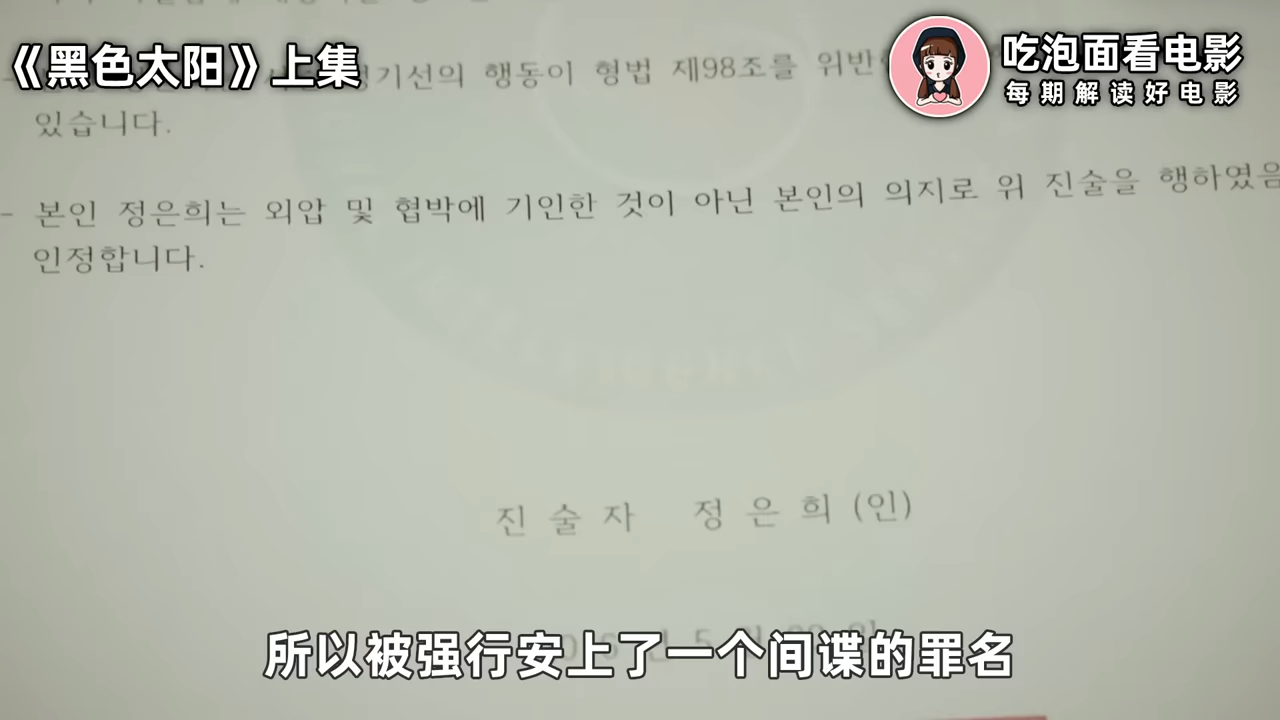 《黑色太阳》上集
吃泡面看电影
每期解读好电影
기선의 행동이 형법 제98조를 위반
있습니다.
- 본인 정은희는 외압 및 협박에 기인한 것이 아닌 본인의 의지로 위 진술을 행하였음
인정합니다.
진 술 자 정 은 희 (인)
所以被强行安上了一个间谍的罪名